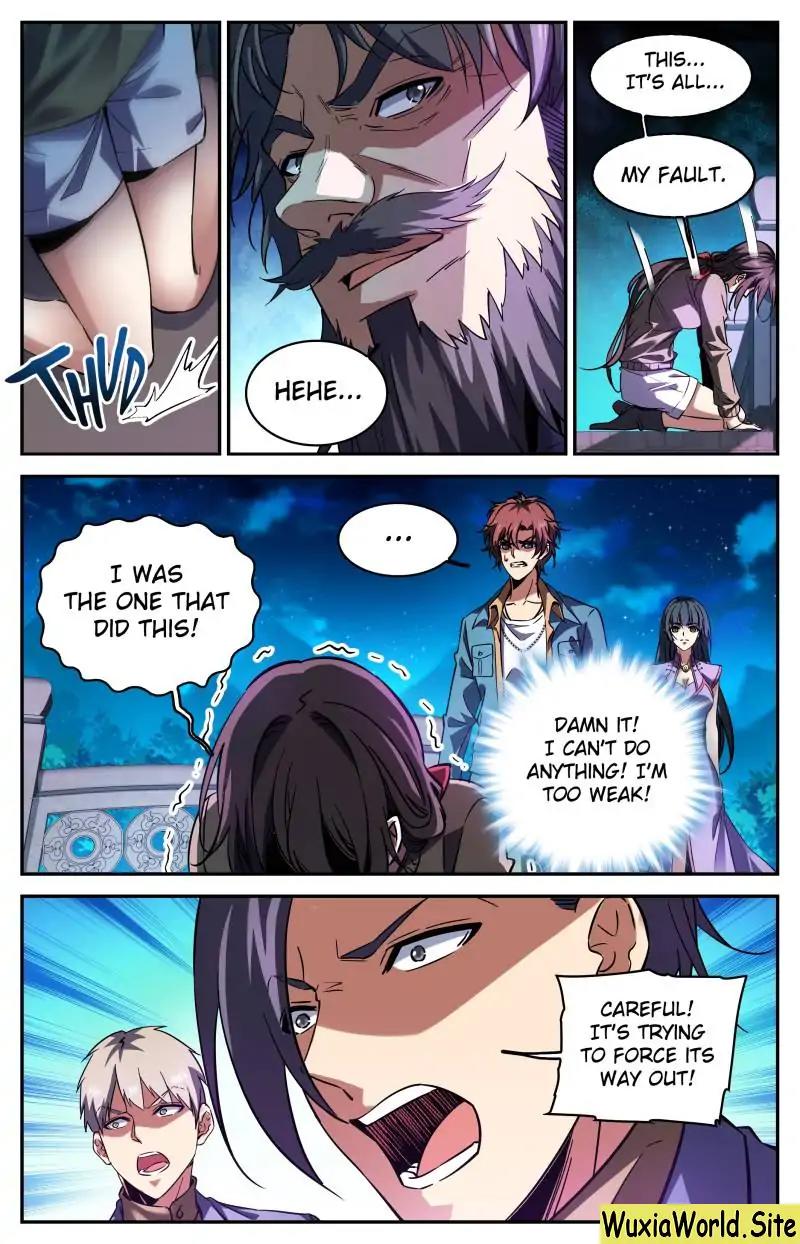 THUD
HEHE...
THIS...
IT'S ALL...
MY FAULT.
I WAS
THE ONE THAT
DID THIS!
...
DAMN IT!
I CAN'T DO
ANYTHING! I'M
TOO WEAK!
CAREFUL!
IT'S TRYING
TO FORCE ITS
WAY OUT!
WuxiaWorld.Site